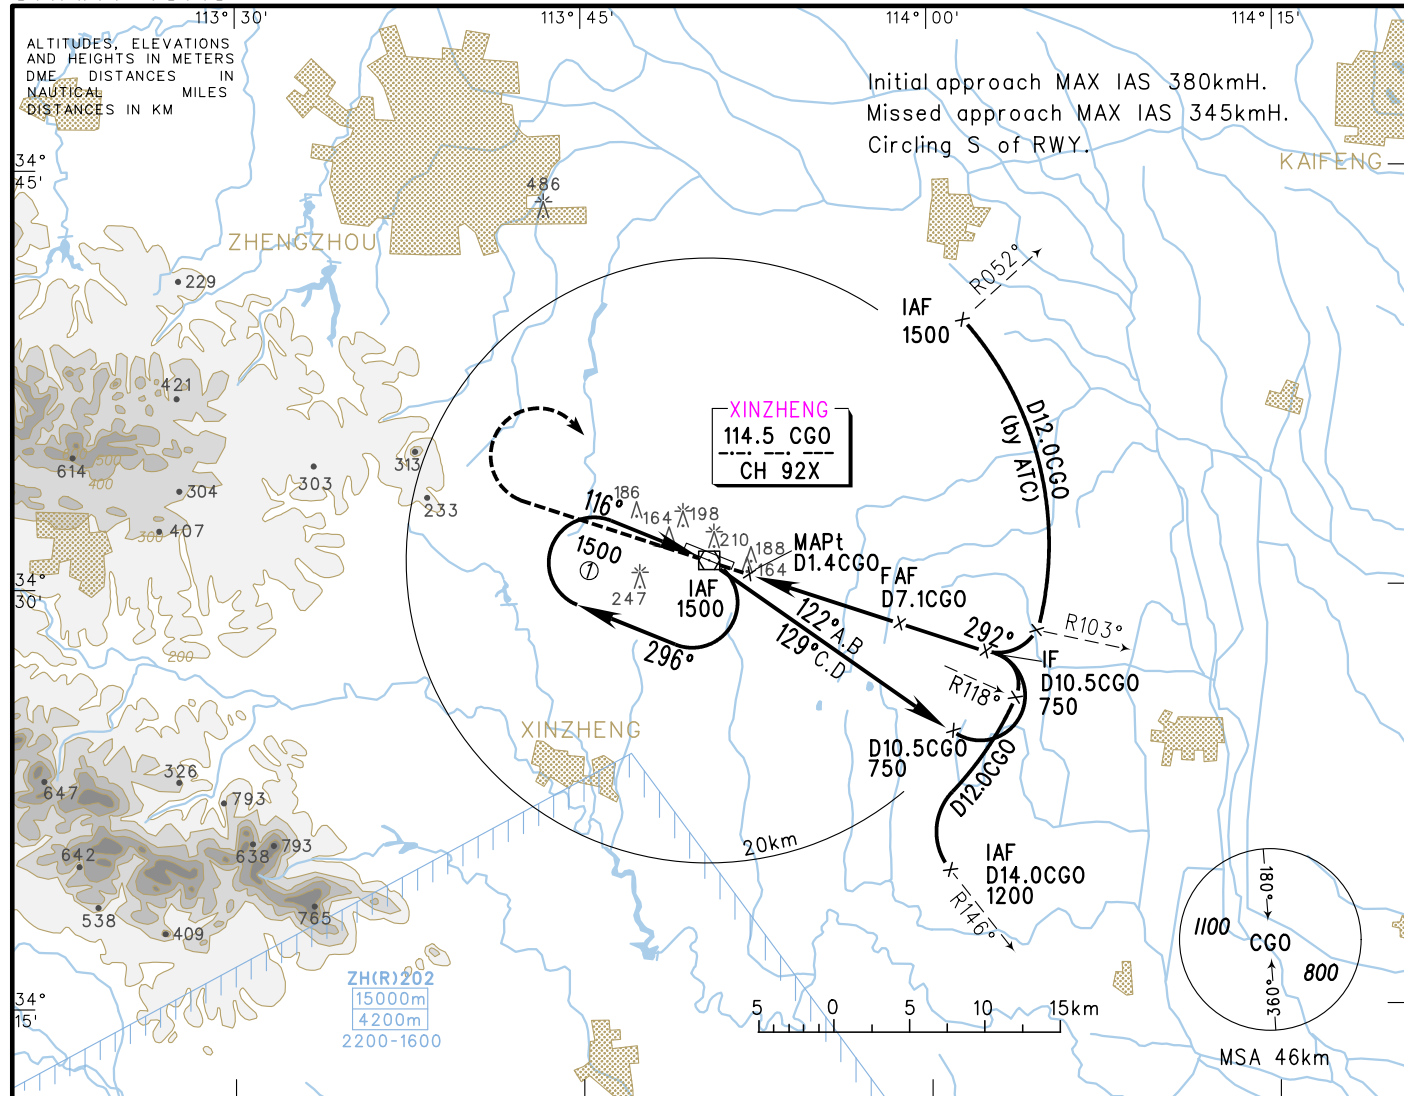 113°30'
113°45'
114°00'
114°15'
ALTITUDES, ELEVATIONS
AND HEIGHTS IN METERS
DME DISTANCES IN
NAUTICAL MILES
DISTANCES IN KM
Initial approach MAX IAS 380kmH.
Missed approach MAX IAS 345kmH.
Circling S of RWY.
34°
45'
KAIFENG
486
ZHENGZHOU
229
R052°
IAF
1500
421
XINZHENG
114.5 CGO
CH 92X
D12.0CGO
(by ATC)
614
500
400
304
303
313
233
407
300
186
116°
164
198
210
188
164
1500
1
247
MAPt
D1.4CGO
FAF
D7.1CGO
34°
30'
IAF
1500
122°A.B
129°C.D
292°
R103°
IF
D10.5CGO
750
R118°
296°
200
XINZHENG
D10.5CGO
750
D12.0CGO
647
326
793
638
793
642
538
409
765
20km
IAF
D14.0CGO
1200
R146°
180°
1100
CGO
800
360°
MSA 46km
ZH(R)202
15000m
4200m
2200-1600
34°
15'
5 0 5 10 15km